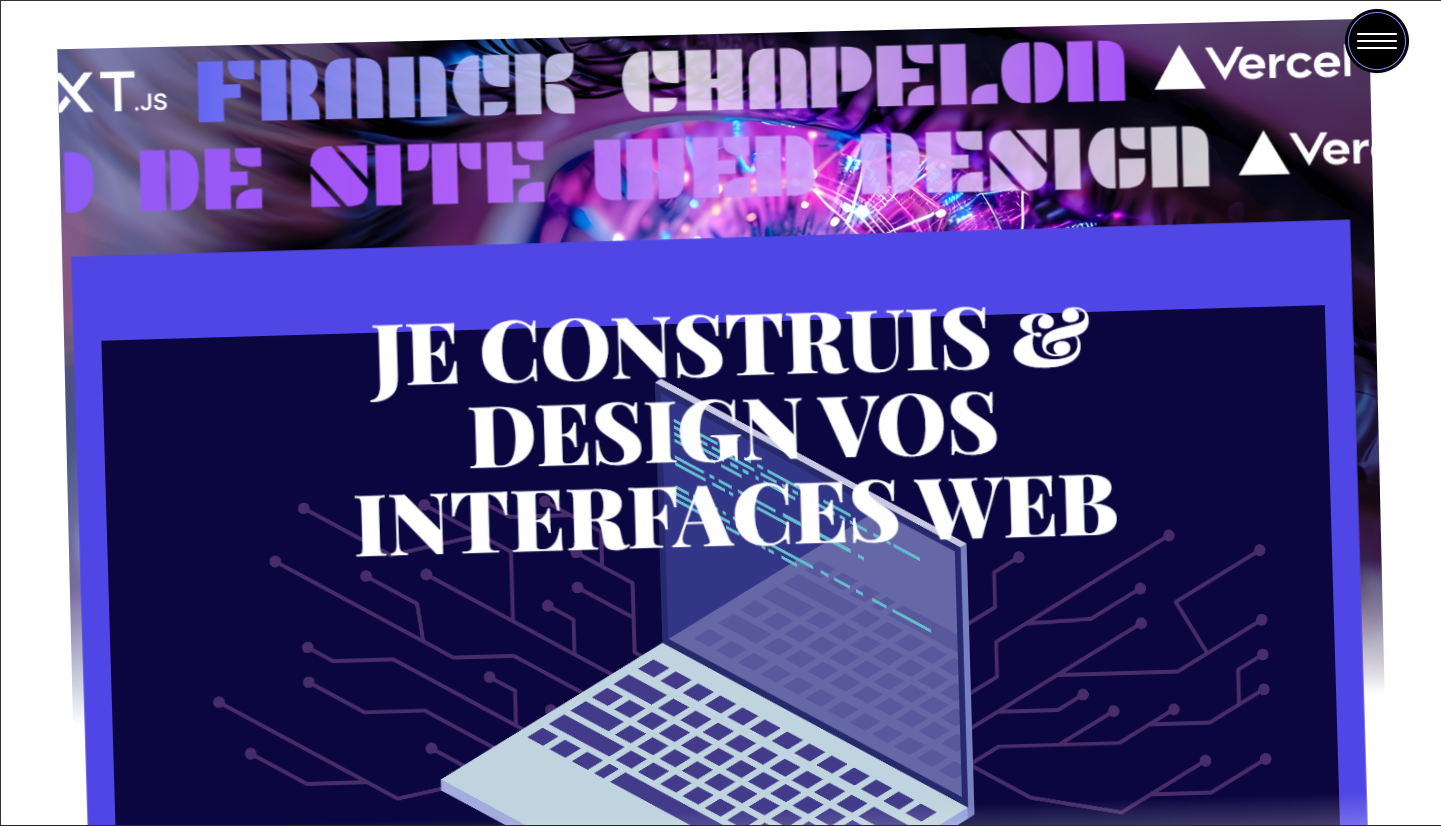 XT.JS FRANCK CHAPELON Vercel
DE SITE WEB DESIGN Ver
JE CONSTRUIS &
DESIGN VOS
INTERFACES WEB